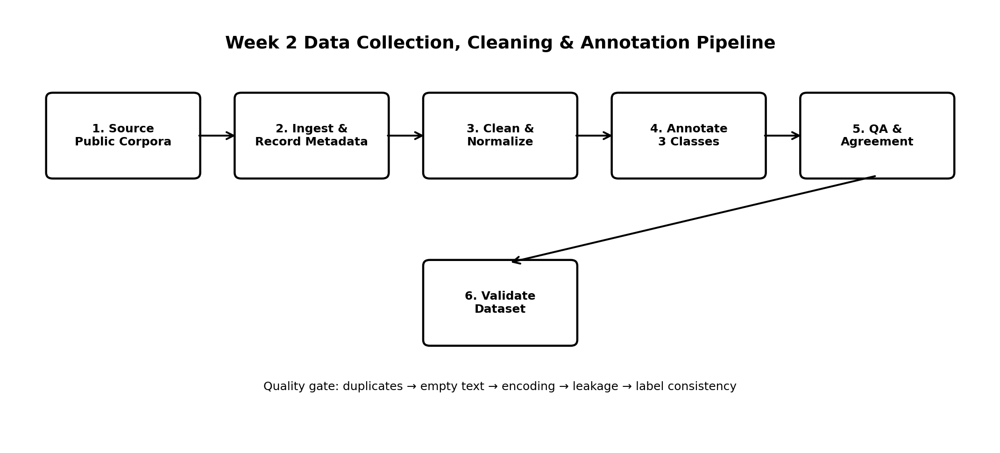 Week 2 Data Collection, Cleaning & Annotation Pipeline
1. Source
Public Corpora
2. Ingest &
Record Metadata
3. Clean &
Normalize
4. Annotate
3 Classes
5. QA &
Agreement
6. Validate
Dataset
Quality gate: duplicates → empty text → encoding → leakage → label consistency